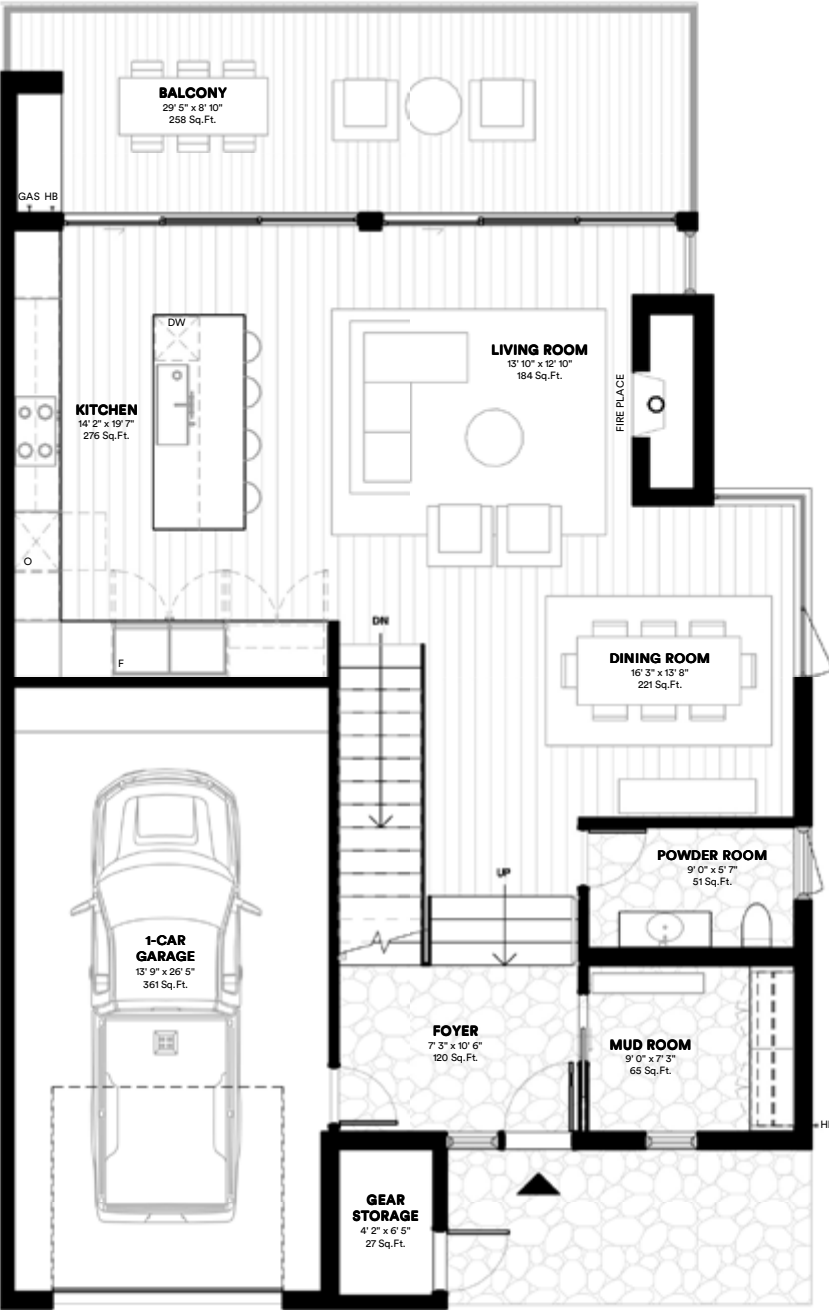 BALCONY
29' 5" x 8' 10"
258 Sq.Ft.
GAS HB
DW
LIVING ROOM
13' 10" x 12' 10"
184 Sq.Ft.
FIRE PLACE
KITCHEN
14' 2" x 19' 7"
276 Sq.Ft.
O
F
DN
DINING ROOM
16' 3" x 13' 8"
221 Sq.Ft.
POWDER ROOM
9' 0" x 5' 7"
51 Sq.Ft.
UP
1-CAR
GARAGE
13' 9" x 26' 5"
361 Sq.Ft.
FOYER
7' 3" x 10' 6"
120 Sq.Ft.
MUD ROOM
9' 0" x 7' 3"
65 Sq.Ft.
GEAR
STORAGE
4' 2" x 6' 5"
27 Sq.Ft.